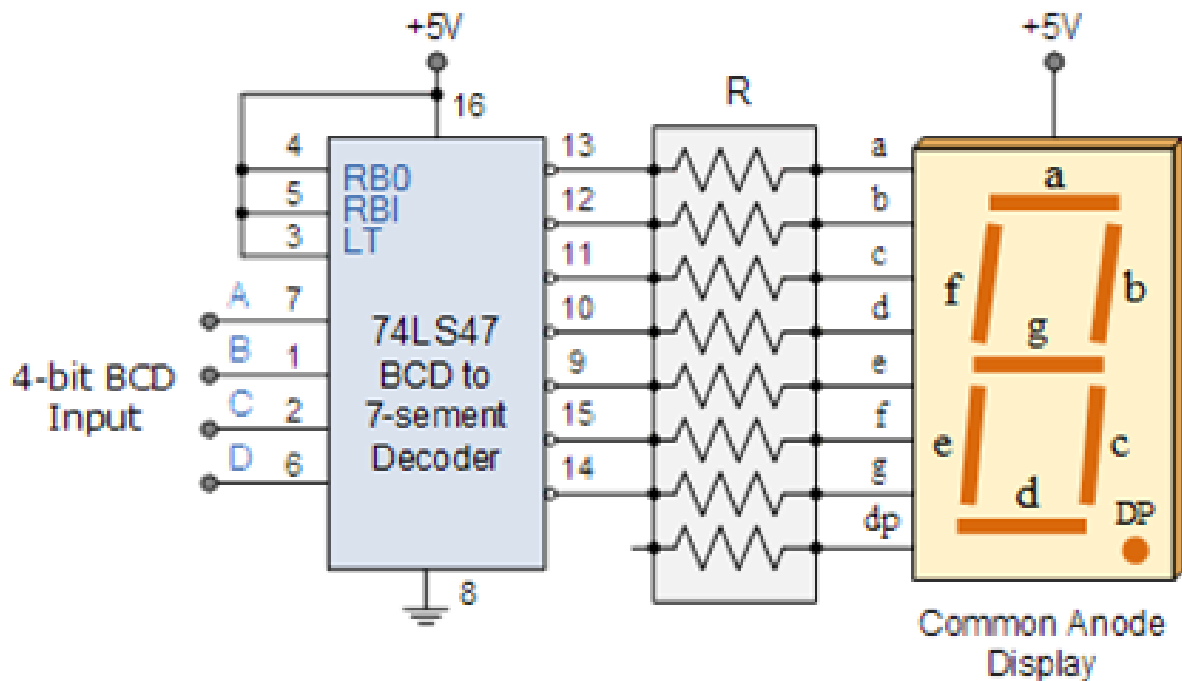 +5V
+5V
16
R
4
RB0
5
RBI
3
LT
13
a
12
b
11
c
10
d
9
e
15
f
14
g
dp
A
7
B
1
C
2
D
6
4-bit BCD
Input
74LS47
BCD to
7-sement
Decoder
8
a
f
b
g
e
c
d
DP
Common Anode
Display